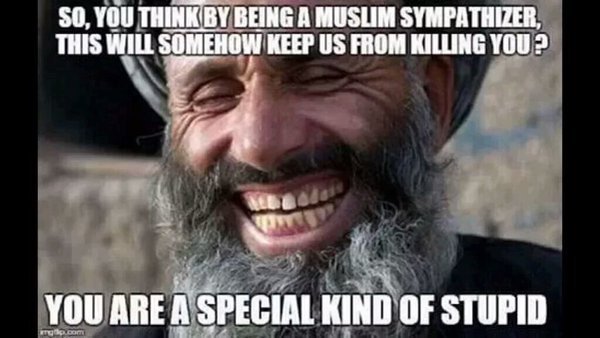 SO, YOU THINK BY BEING A MUSLIM SYMPATHIZER,
THIS WILL SOMEHOW KEEP US FROM KILLING YOU ?
YOU ARE A SPECIAL KIND OF STUPID
imgflip.com